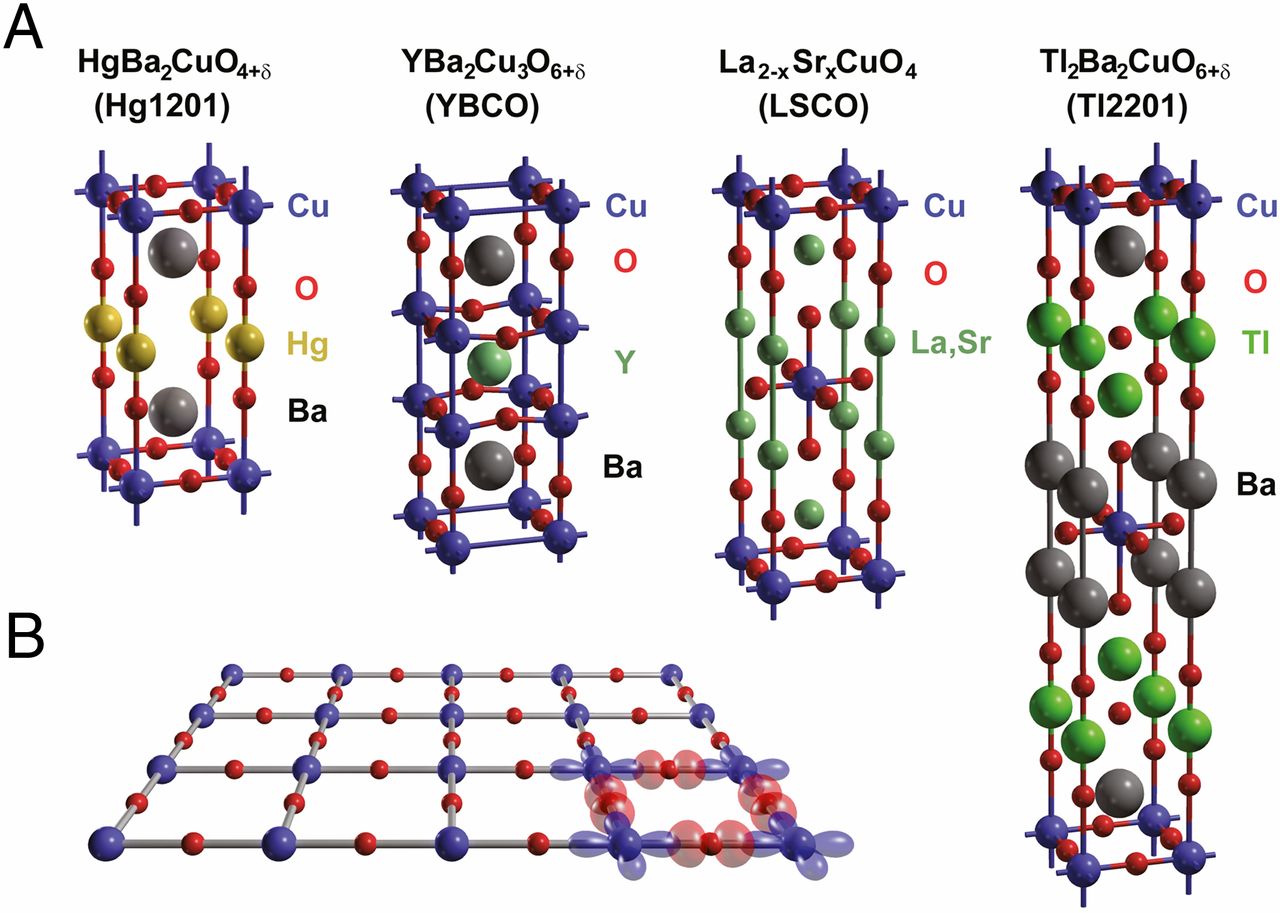 A
HgBa₂CuO₄₊δ
(Hg1201)
Cu
O
Hg
Ba
YBa₂Cu₃O₆₊δ
(YBCO)
Cu
O
Y
Ba
La₂₋ₓSrₓCuO₄
(LSCO)
Cu
O
La,Sr
Tl₂Ba₂CuO₆₊δ
(Tl2201)
Cu
O
Tl
Ba
B